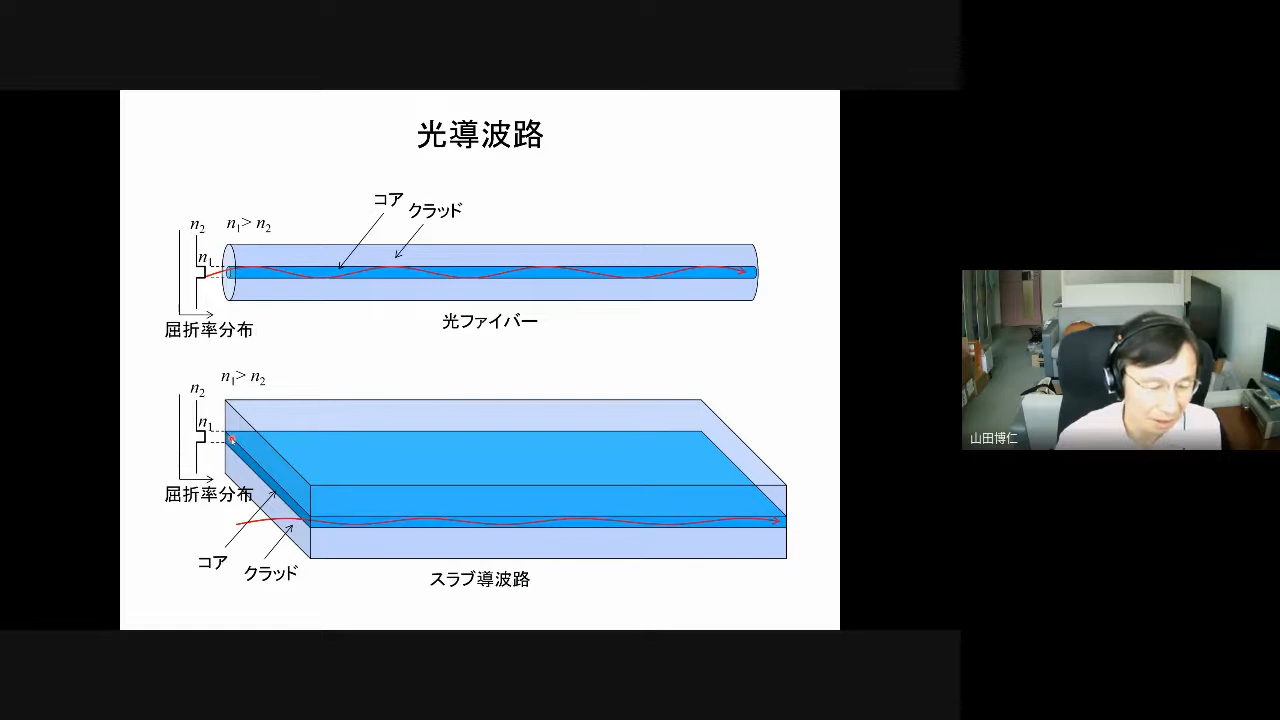 光導波路
コア
クラッド
n2
n1> n2
n1
屈折率分布
光ファイバー
n1> n2
n2
n1
屈折率分布
コア
クラッド
スラブ導波路
山田博仁